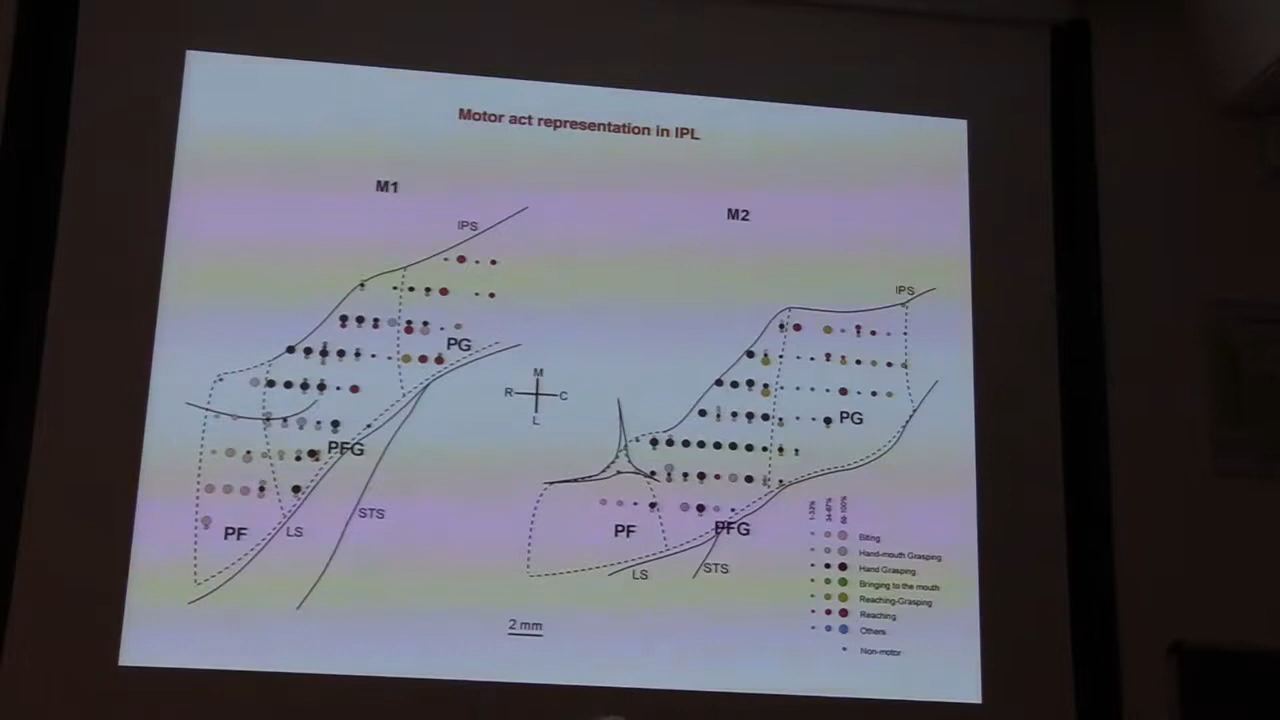 Motor act representation in IPL
M1
M2
IPS
IPS
PG
M
R
C
L
PG
PFG
PF
LS
STS
PF
PFG
LS
STS
2 mm
1-33%
34-67%
68-100%
Biting
Hand-mouth Grasping
Hand Grasping
Bringing to the mouth
Reaching-Grasping
Reaching
Others
Non-motor